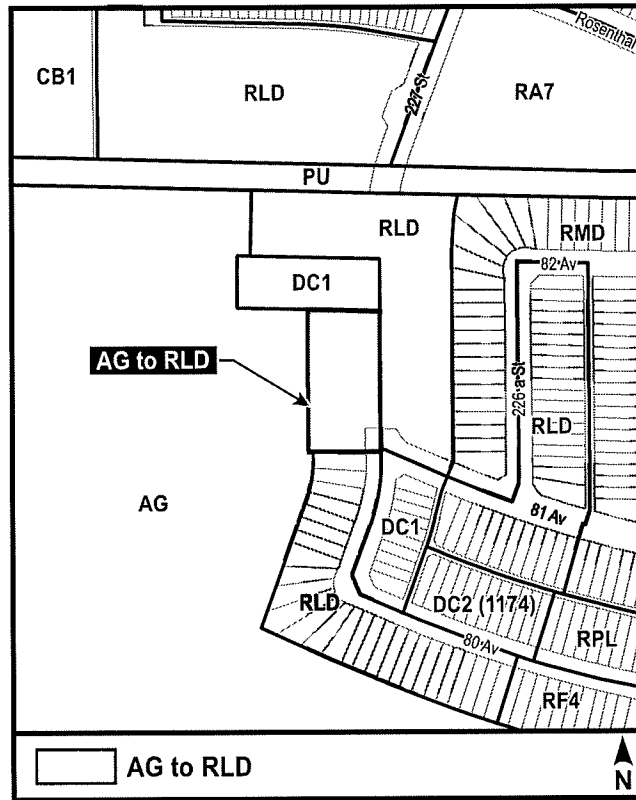 Rosenthal
CB1
RLD
227 St
RA7
PU
RLD
RMD
82 Av
DC1
AG to RLD
226 a St
RLD
AG
DC1
81 Av
RLD
DC2 (1174)
80 Av
RPL
RF4
AG to RLD
N